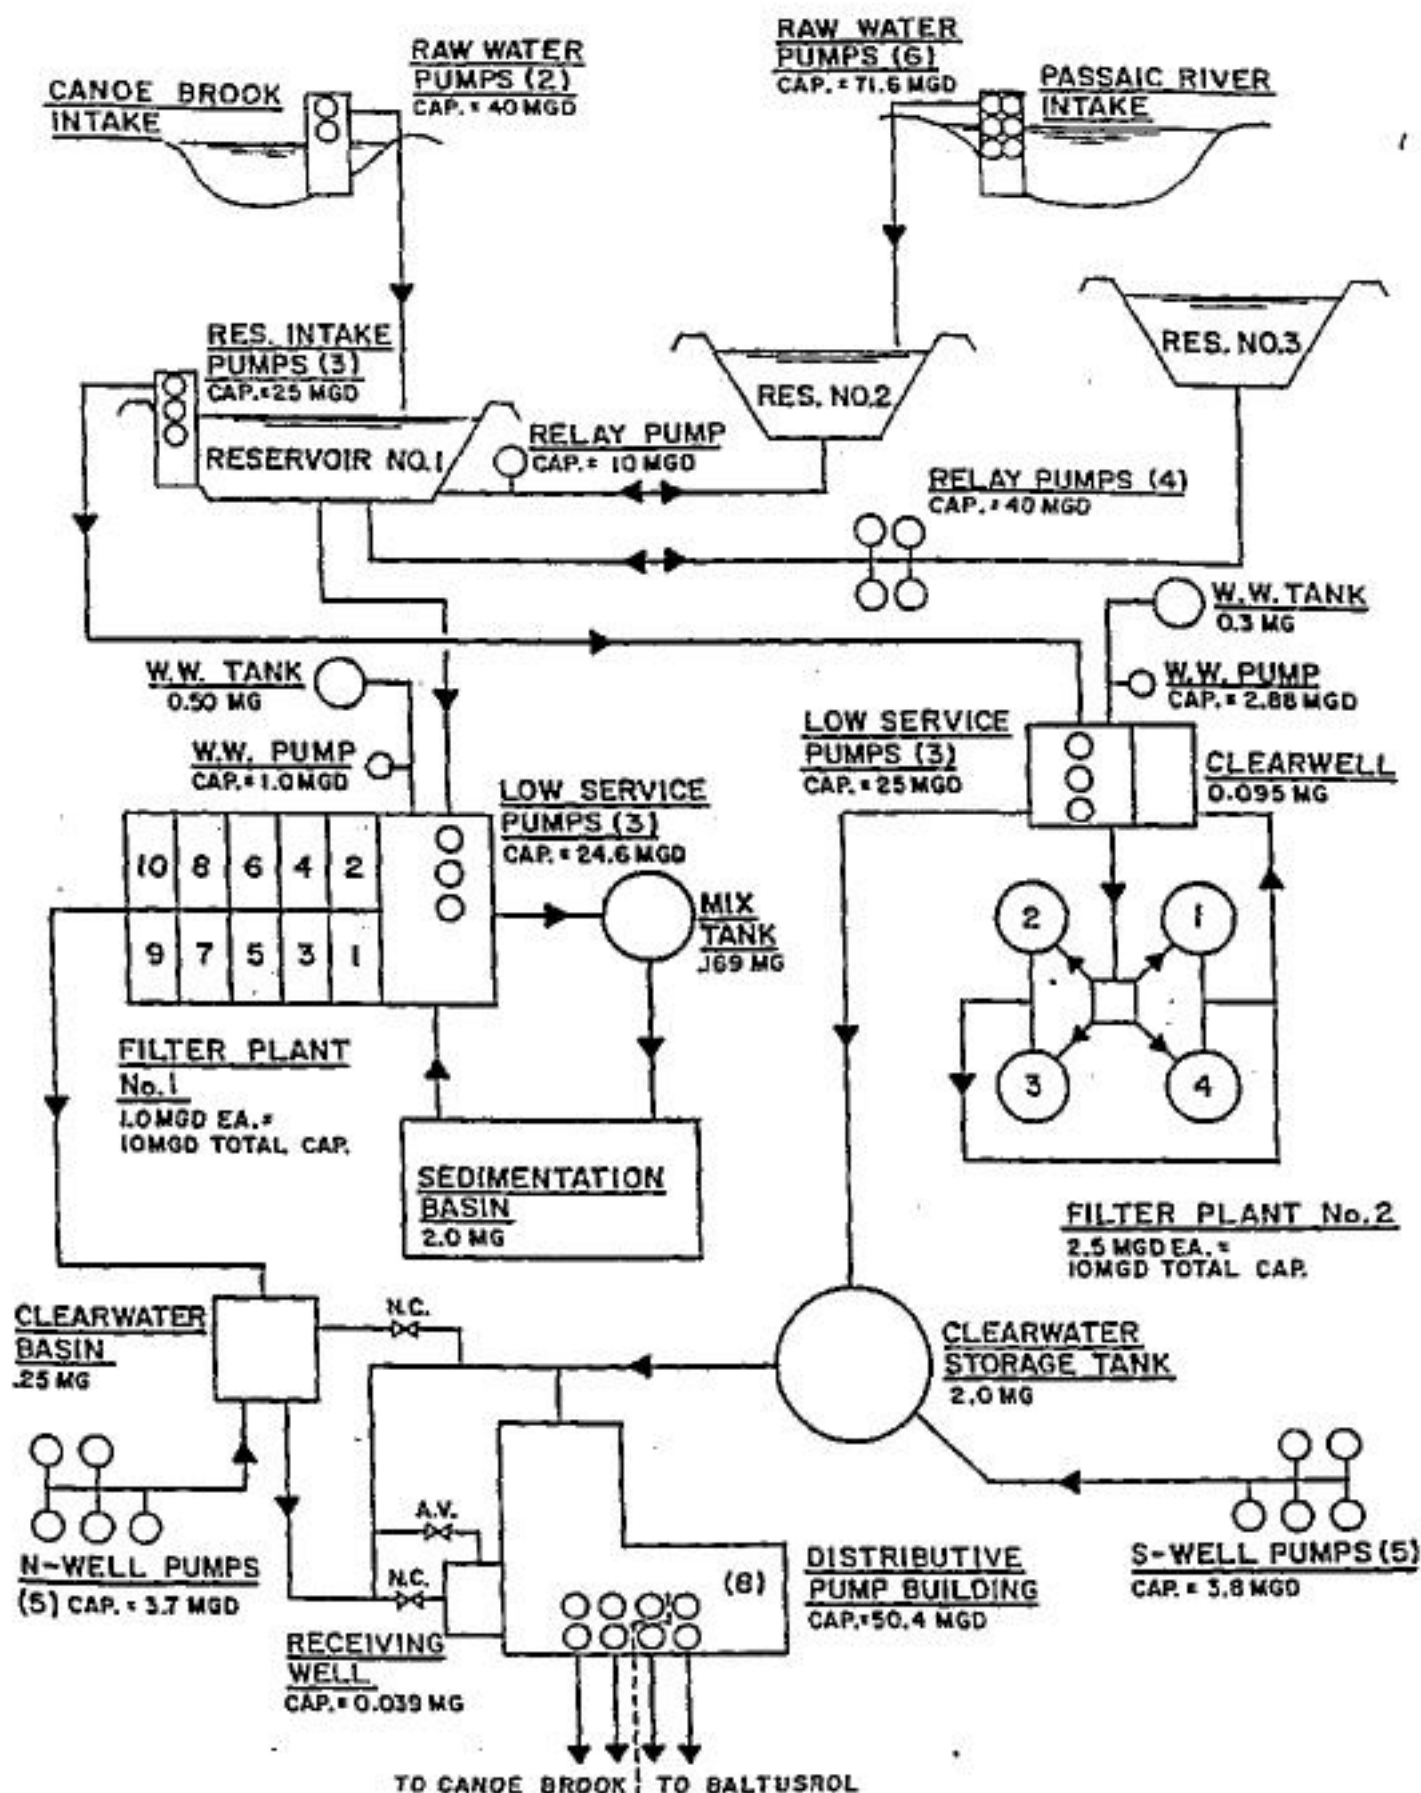 RAW WATER
PUMPS (2)
CAP. = 40 MGD
CANOE BROOK
INTAKE
RAW WATER
PUMPS (6)
CAP. = 71.6 MGD
PASSAIC RIVER
INTAKE
RES. INTAKE
PUMPS (3)
CAP. = 25 MGD
RESERVOIR NO.1
RELAY PUMP
CAP. = 10 MGD
RES. NO.2
RES. NO.3
RELAY PUMPS (4)
CAP. = 40 MGD
W.W. TANK
0.3 MG
W.W. PUMP
CAP. = 2.88 MGD
W.W. TANK
0.50 MG
W.W. PUMP
CAP. = 1.0 MGD
LOW SERVICE
PUMPS (3)
CAP. = 24.6 MGD
LOW SERVICE
PUMPS (3)
CAP. = 25 MGD
CLEARWELL
0.095 MG
10 8 6 4 2
9 7 5 3 1
MIX
TANK
.169 MG
2
1
3
4
FILTER PLANT
No.1
1.0MGD EA. =
10MGD TOTAL CAP.
SEDIMENTATION
BASIN
2.0 MG
FILTER PLANT No.2
2.5 MGD EA. =
10MGD TOTAL CAP.
CLEARWATER
BASIN
.25 MG
N.C.
CLEARWATER
STORAGE TANK
2.0 MG
A.V.
N.C.
N-WELL PUMPS
(5) CAP. = 3.7 MGD
RECEIVING
WELL
CAP. = 0.039 MG
(8)
DISTRIBUTIVE
PUMP BUILDING
CAP. = 50.4 MGD
S-WELL PUMPS (5)
CAP. = 3.8 MGD
TO CANOE BROOK
TO BALTUSROL